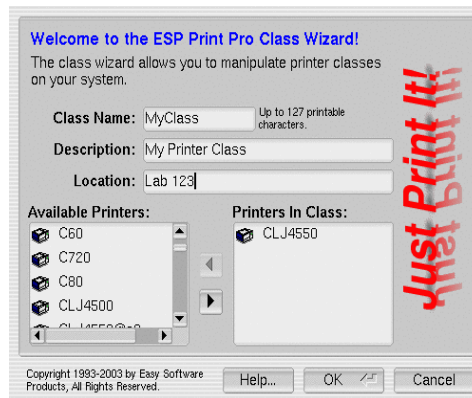 Welcome to the ESP Print Pro Class Wizard!
The class wizard allows you to manipulate printer classes
on your system.
Class Name: MyClass Up to 127 printable
characters.
Description: My Printer Class
Location: Lab 123
Available Printers:
C60
C720
C80
CLJ4500
Printers In Class:
CLJ4550
Just Print It!
Copyright 1993-2003 by Easy Software
Products, All Rights Reserved.
Help... OK Cancel